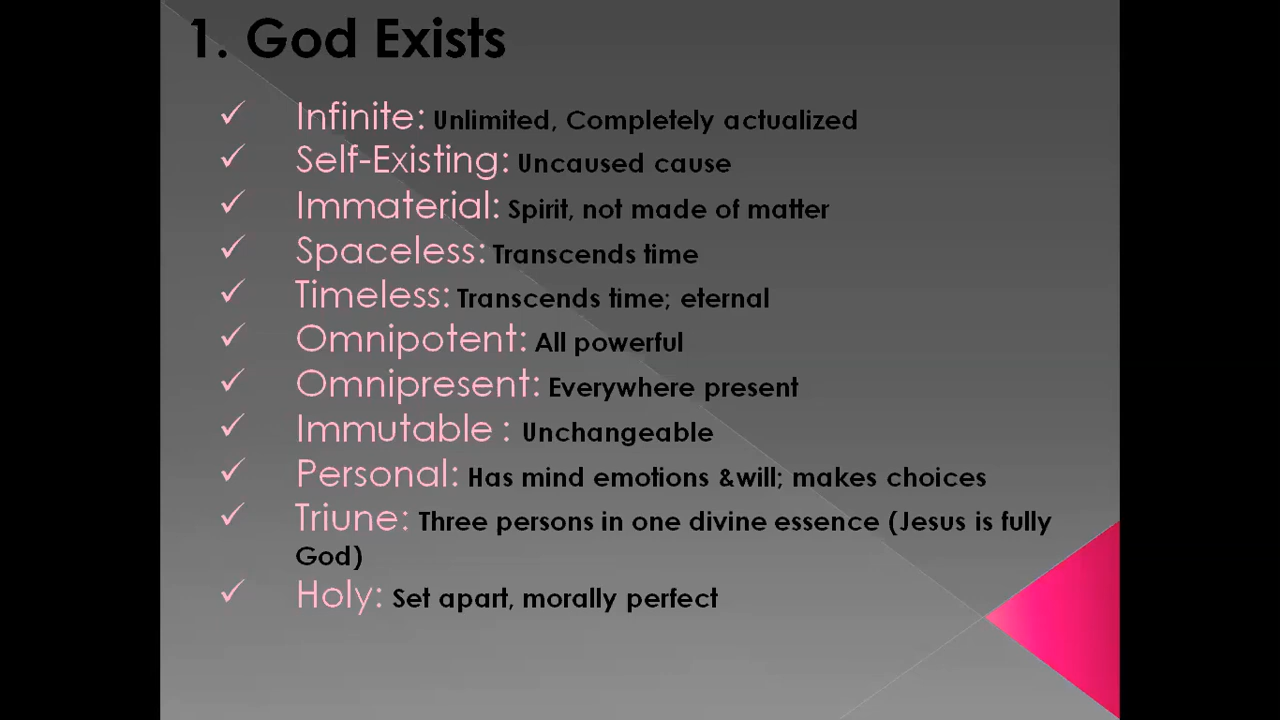 1. God Exists
✓ Infinite: Unlimited, Completely actualized
✓ Self-Existing: Uncaused cause
✓ Immaterial: Spirit, not made of matter
✓ Spaceless: Transcends time
✓ Timeless: Transcends time; eternal
✓ Omnipotent: All powerful
✓ Omnipresent: Everywhere present
✓ Immutable : Unchangeable
✓ Personal: Has mind emotions &will; makes choices
✓ Triune: Three persons in one divine essence (Jesus is fully
God)
✓ Holy: Set apart, morally perfect